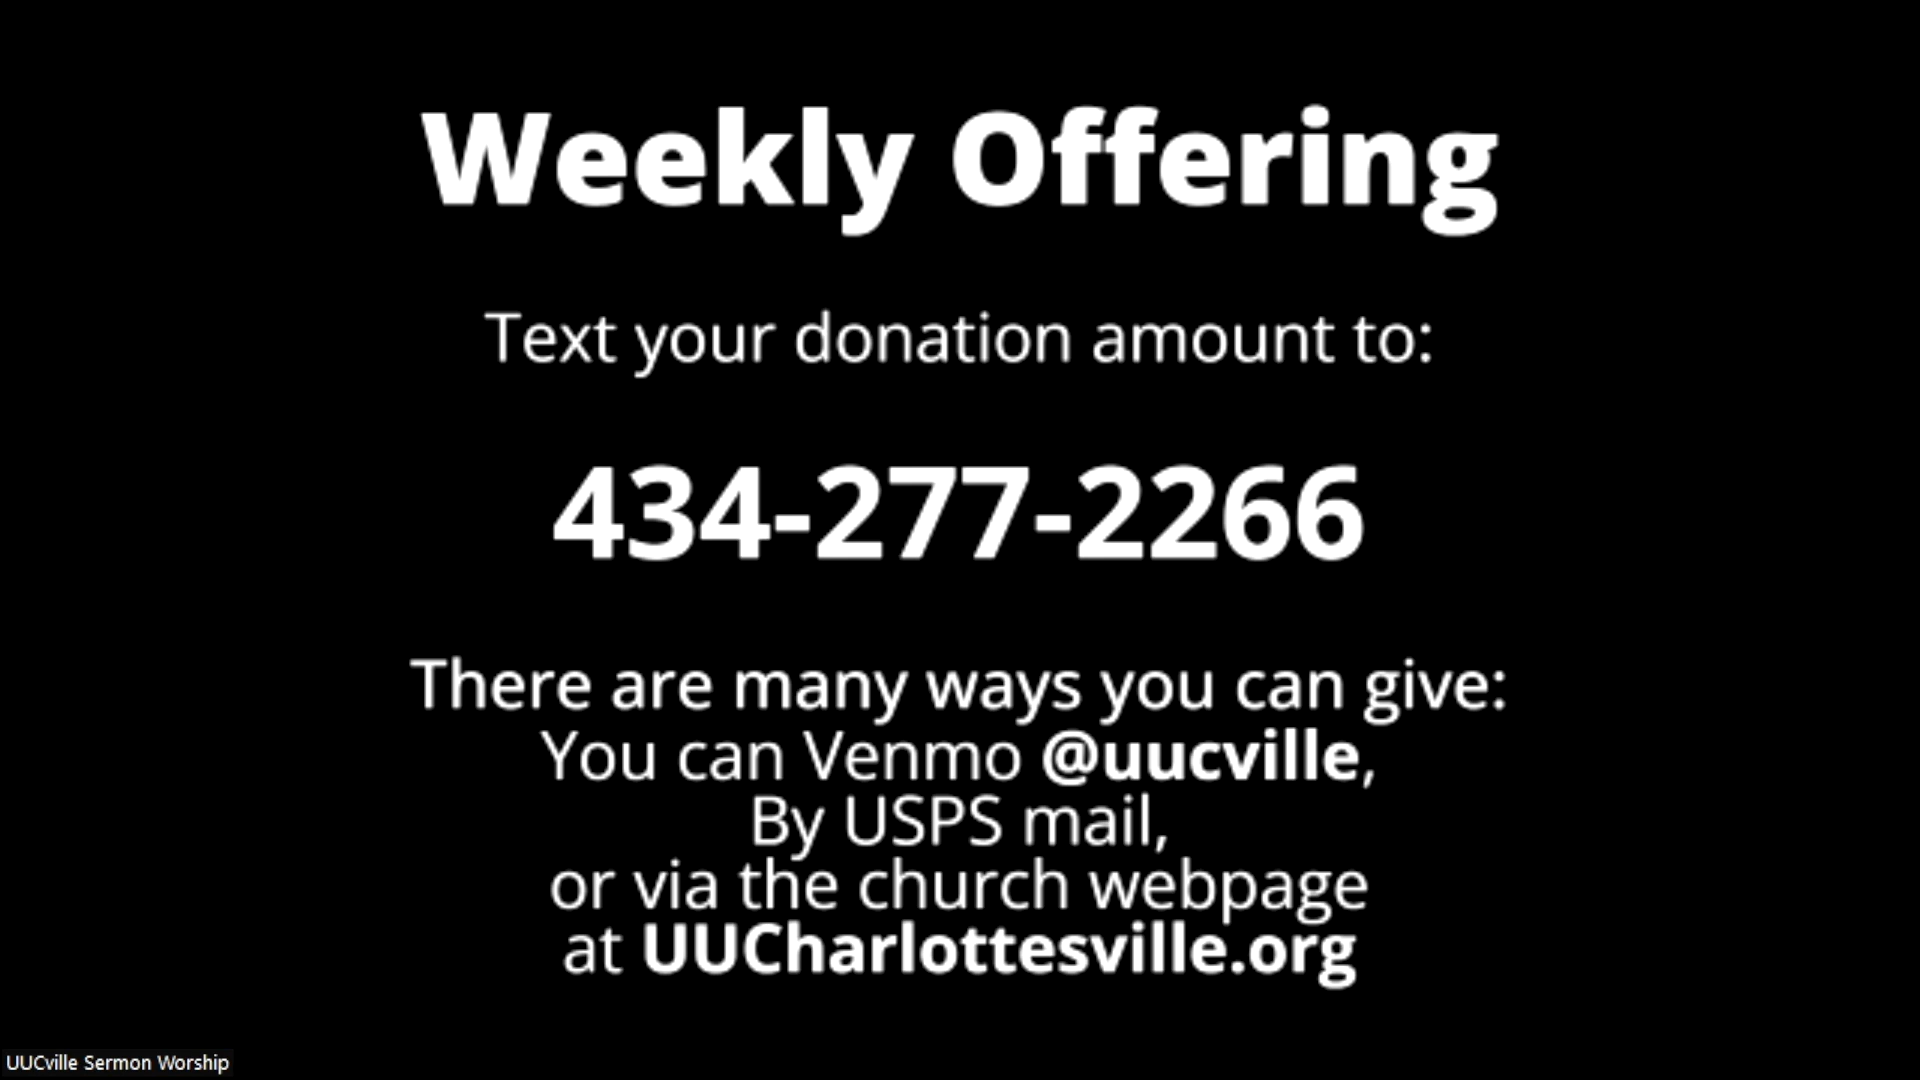 Weekly Offering
Text your donation amount to:
434-277-2266
There are many ways you can give:
You can Venmo @uucville,
By USPS mail,
or via the church webpage
at UUCharlottesville.org
UUCville Sermon Worship